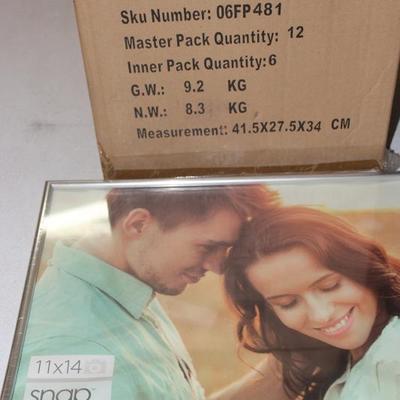 Sku Number: 06FP481
Master Pack Quantity: 12
Inner Pack Quantity:6
G.W.: 9.2 KG
N.W.: 8.3 KG
Measurement: 41.5X27.5X34 CM
11x14
snap™